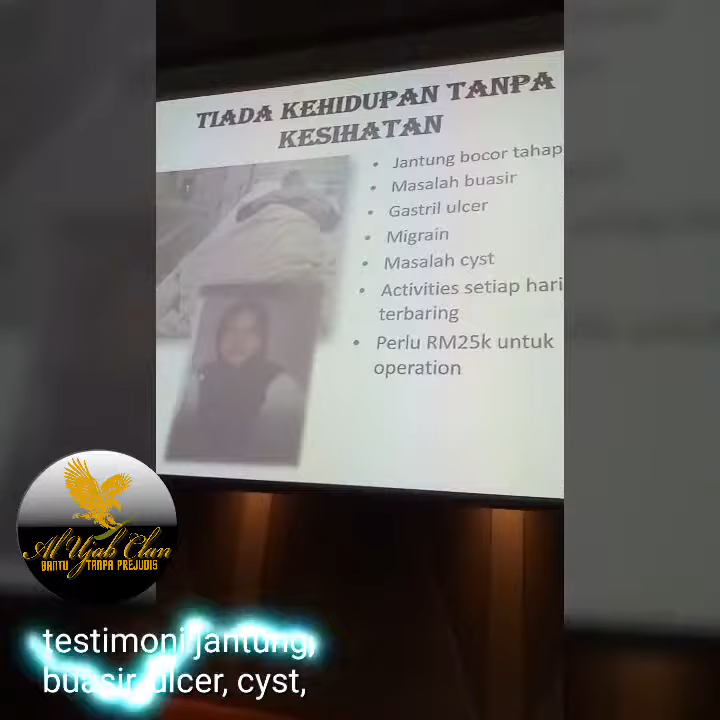 TIADA KEHIDUPAN TANPA
KESIHATAN
• Jantung bocor tahap
• Masalah buasir
• Gastril ulcer
• Migrain
• Masalah cyst
• Activities setiap hari
terbaring
• Perlu RM25k untuk
operation
Al Ujab Clan
BANTU TANPA PREJUDIS
testimoni jantung,
buasir, ulcer, cyst,